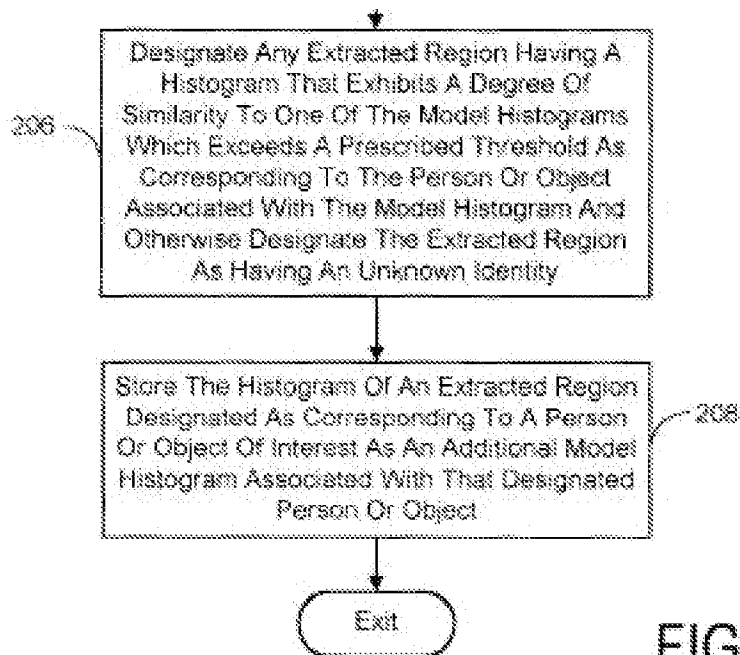 Designate Any Extracted Region Having A
Histogram That Exhibits A Degree Of
Similarity To One Of The Model Histograms
Which Exceeds A Prescribed Threshold As
Corresponding To The Person Or Object
Associated With The Model Histogram And
Otherwise Designate The Extracted Region
As Having An Unknown Identity
206
Store The Histogram Of An Extracted Region
Designated As Corresponding To A Person
Or Object Of Interest As An Additional Model
Histogram Associated With That Designated
Person Or Object
208
Exit
FIG